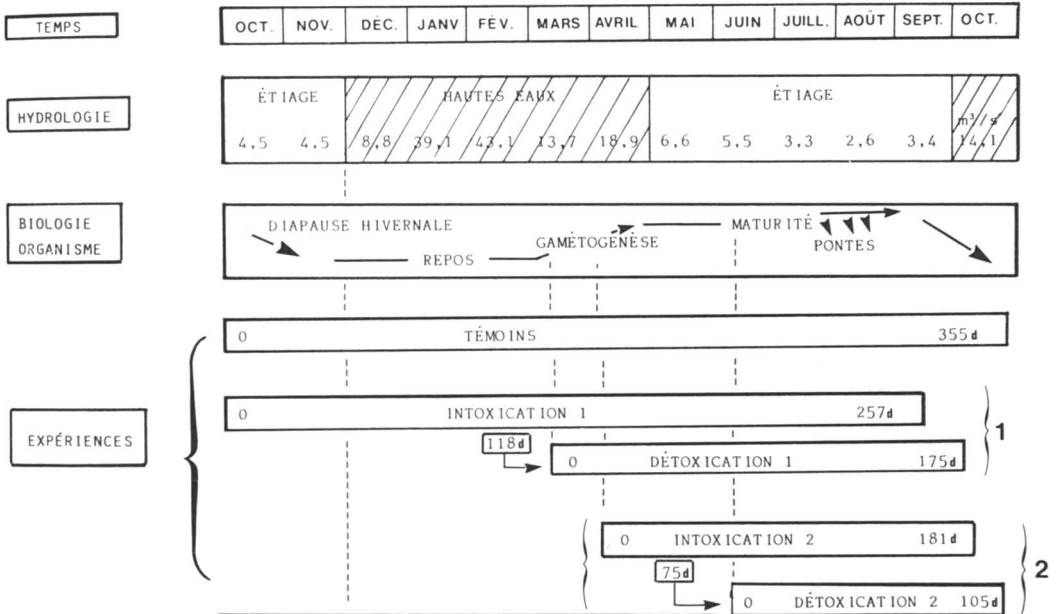 TEMPS
OCT. NOV. DÉC. JANV FÉV. MARS AVRIL MAI JUIN JUILL. AOÛT SEPT. OCT.
HYDROLOGIE
ÉTIAGE HAUTES EAUX ÉTIAGE
m³/s
4,5 4,5 8,8 39,1 43,1 13,7 18,9 6,6 5,5 3,3 2,6 3,4 14,1
BIOLOGIE
ORGANISME
DIAPAUSE HIVERNALE MATURITÉ
GAMÉTOGÉNÈSE PONTES
REPOS
0 TÉMOINS 355d
EXPÉRIENCES
0 INTOXICATION 1 257d
118d
0 DÉTOXICATION 1 175d
1
0 INTOXICATION 2 181d
75d
0 DÉTOXICATION 2 105d
2